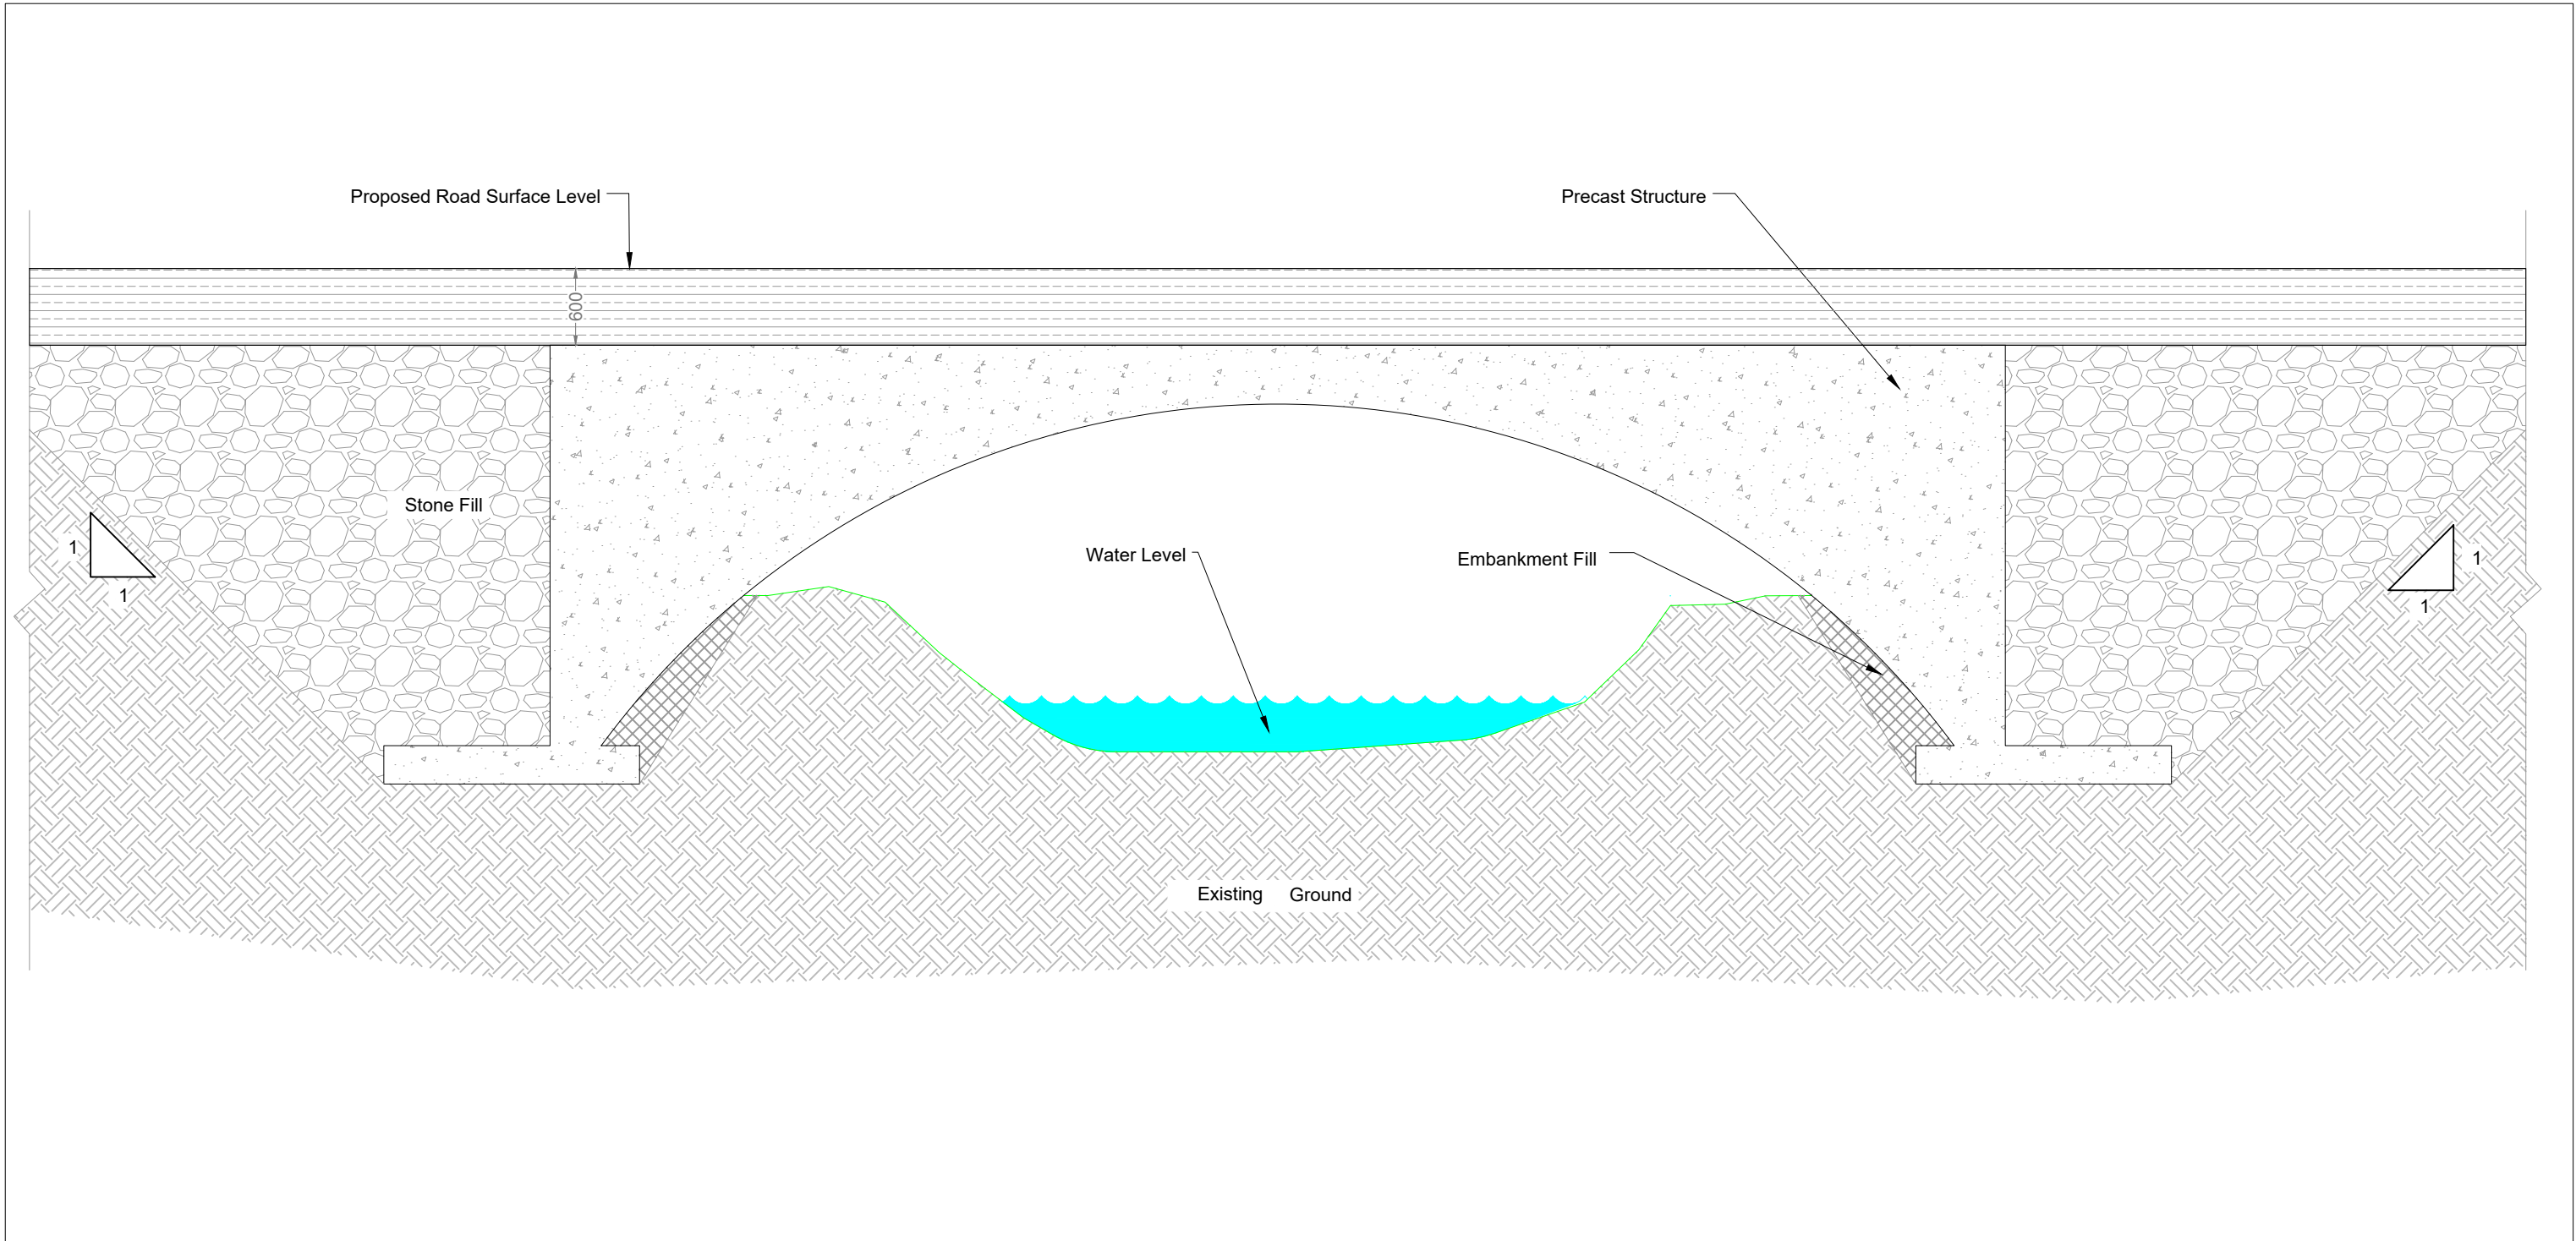 Proposed Road Surface Level
Precast Structure
600
Stone Fill
1
1
Water Level
Embankment Fill
1
1
Existing Ground